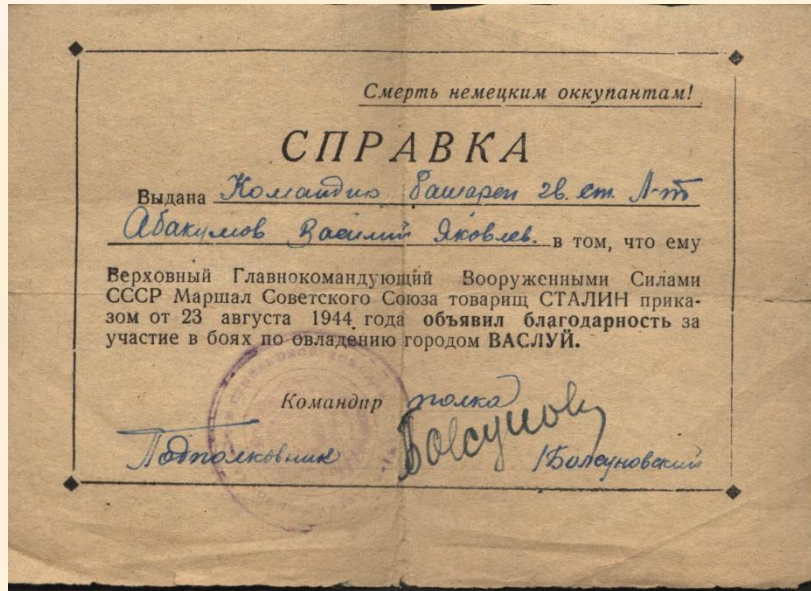 Смерть немецким оккупантам!
СПРАВКА
Выдана Командир батареи гв. ст. л-т
Абакумов Василий Яковлев. в том, что ему
Верховный Главнокомандующий Вооруженными Силами
СССР Маршал Советского Союза товарищ СТАЛИН прика-
зом от 23 августа 1944 года объявил благодарность за
участие в боях по овладению городом ВАСЛУЙ.
Командир полка
Подполковник /Болсуновский